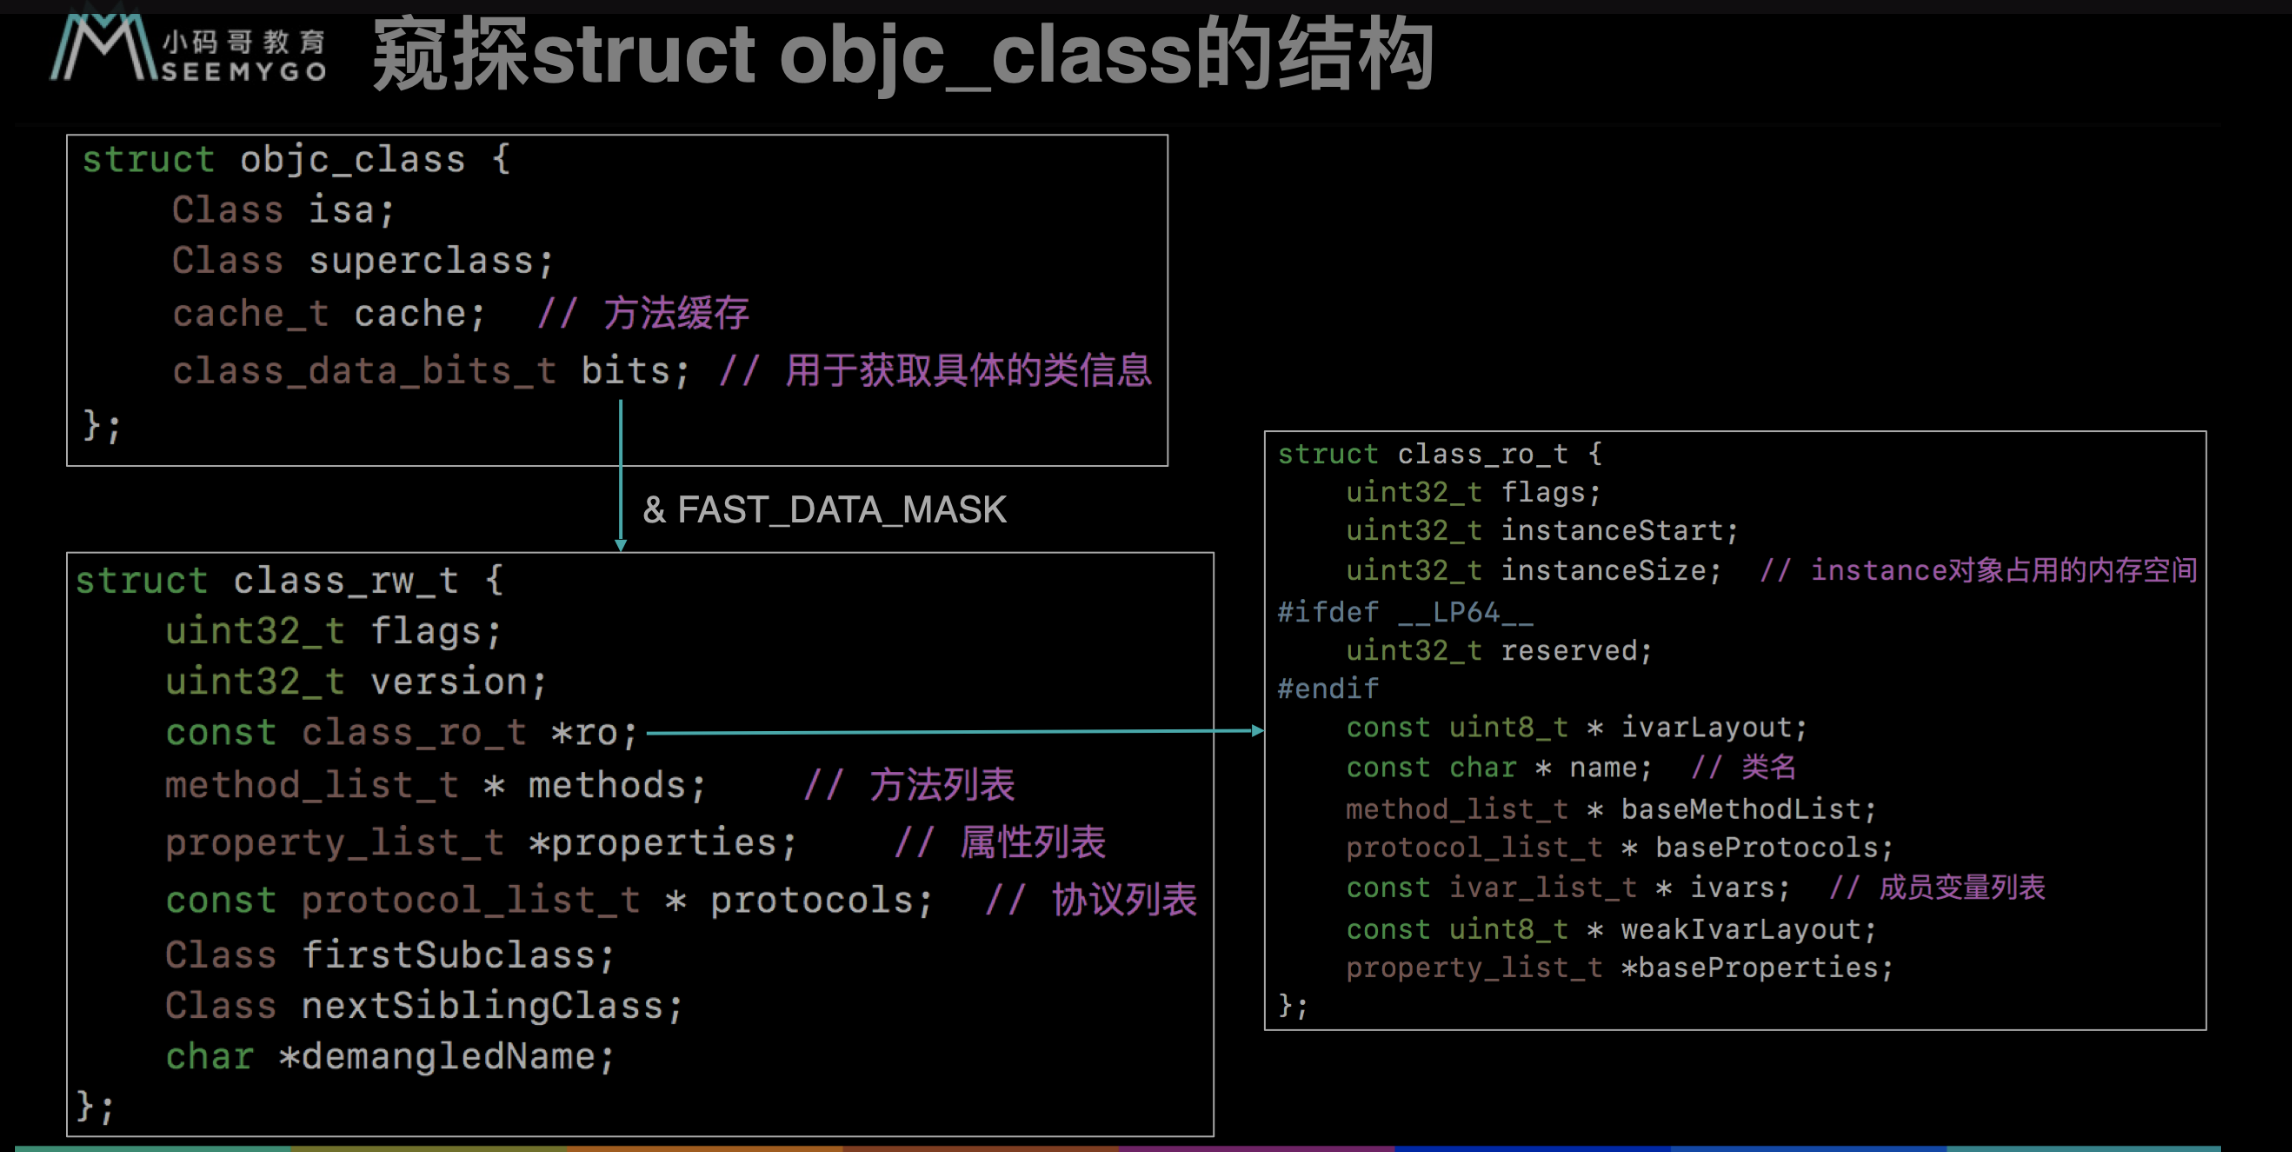 小码哥教育
SEEMYGO
窥探struct objc_class的结构
struct objc_class {
Class isa;
Class superclass;
cache_t cache; // 方法缓存
class_data_bits_t bits; // 用于获取具体的类信息
};
& FAST_DATA_MASK
struct class_rw_t {
uint32_t flags;
uint32_t version;
const class_ro_t *ro;
method_list_t * methods; // 方法列表
property_list_t *properties; // 属性列表
const protocol_list_t * protocols; // 协议列表
Class firstSubclass;
Class nextSiblingClass;
char *demangledName;
};
struct class_ro_t {
uint32_t flags;
uint32_t instanceStart;
uint32_t instanceSize; // instance对象占用的内存空间
#ifdef __LP64__
uint32_t reserved;
#endif
const uint8_t * ivarLayout;
const char * name; // 类名
method_list_t * baseMethodList;
protocol_list_t * baseProtocols;
const ivar_list_t * ivars; // 成员变量列表
const uint8_t * weakIvarLayout;
property_list_t *baseProperties;
};